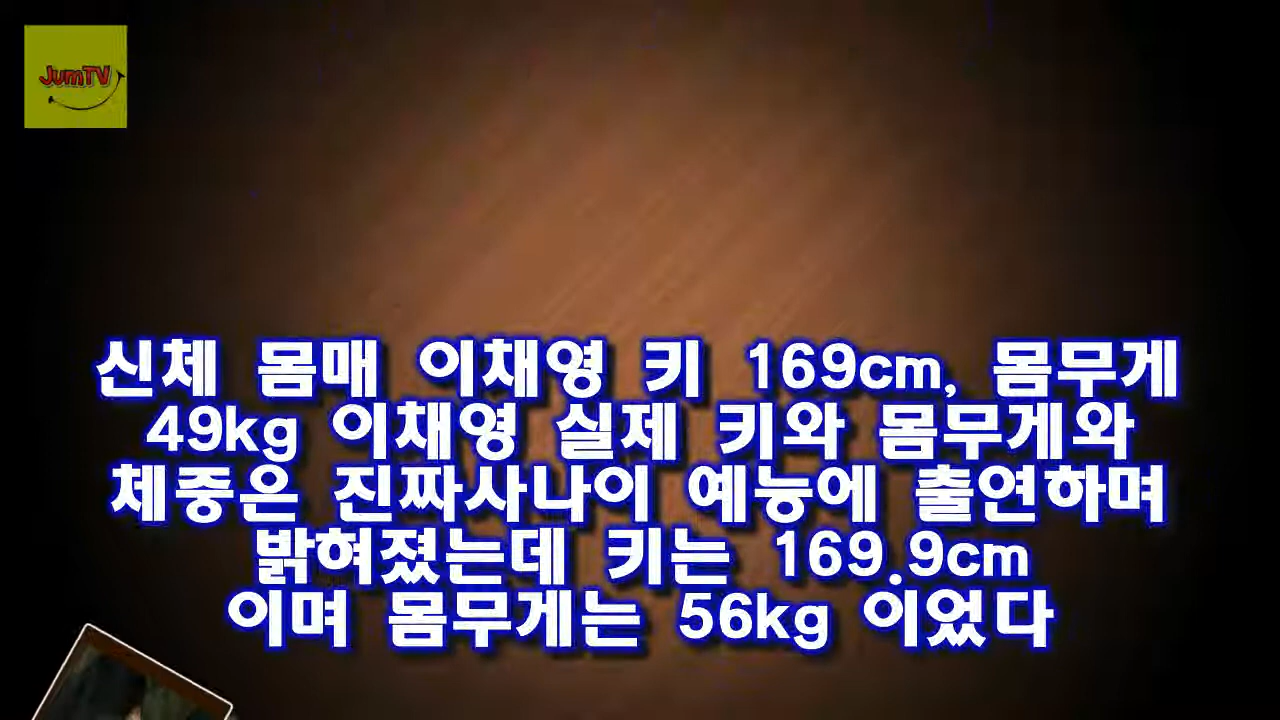 JumTV
신체 몸매 이채영 키 169cm, 몸무게
49kg 이채영 실제 키와 몸무게와
체중은 진짜사나이 예능에 출연하며
밝혀졌는데 키는 169.9cm
이며 몸무게는 56kg 이었다